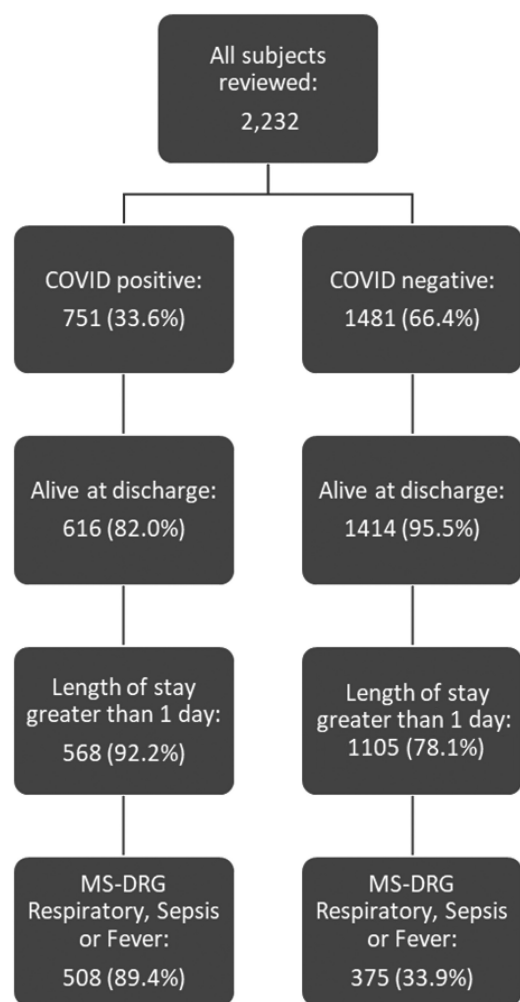 All subjects
reviewed:
2,232
COVID positive:
751 (33.6%)
COVID negative:
1481 (66.4%)
Alive at discharge:
616 (82.0%)
Alive at discharge:
1414 (95.5%)
Length of stay
greater than 1 day:
568 (92.2%)
Length of stay
greater than 1 day:
1105 (78.1%)
MS-DRG
Respiratory, Sepsis
or Fever:
508 (89.4%)
MS-DRG
Respiratory, Sepsis
or Fever:
375 (33.9%)